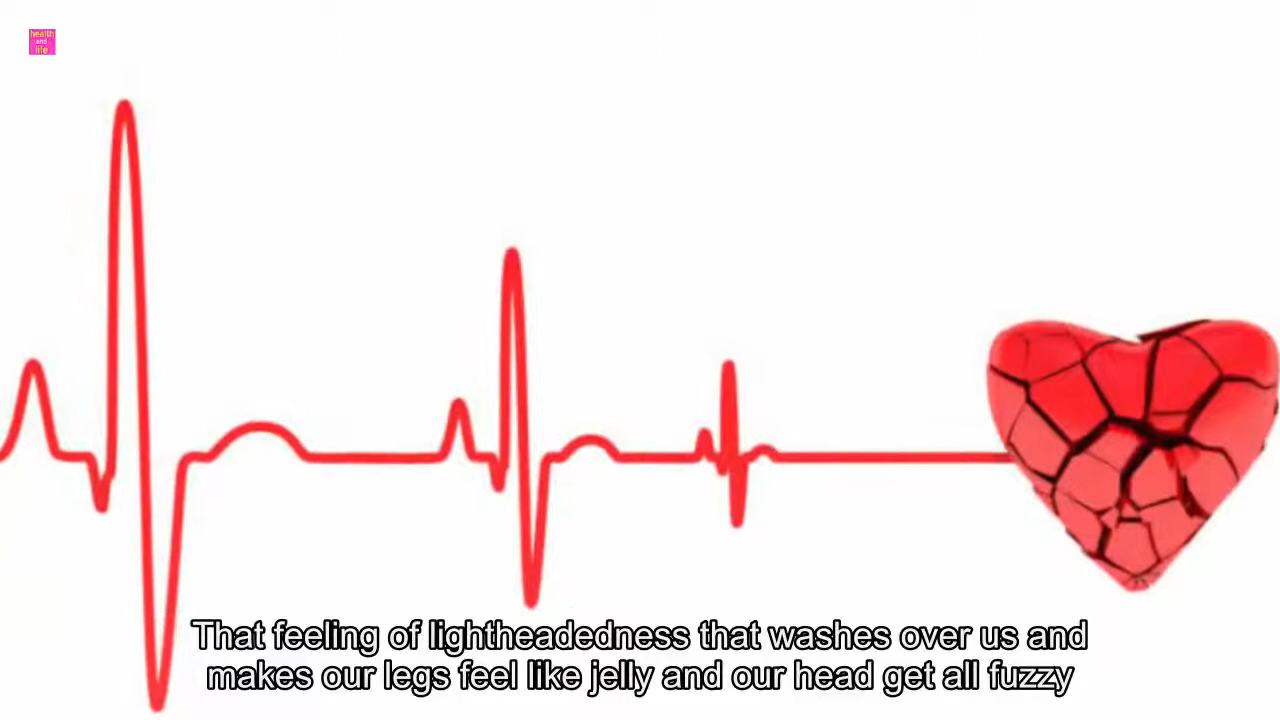 health
and
life
That feeling of lightheadedness that washes over us and
makes our legs feel like jelly and our head get all fuzzy